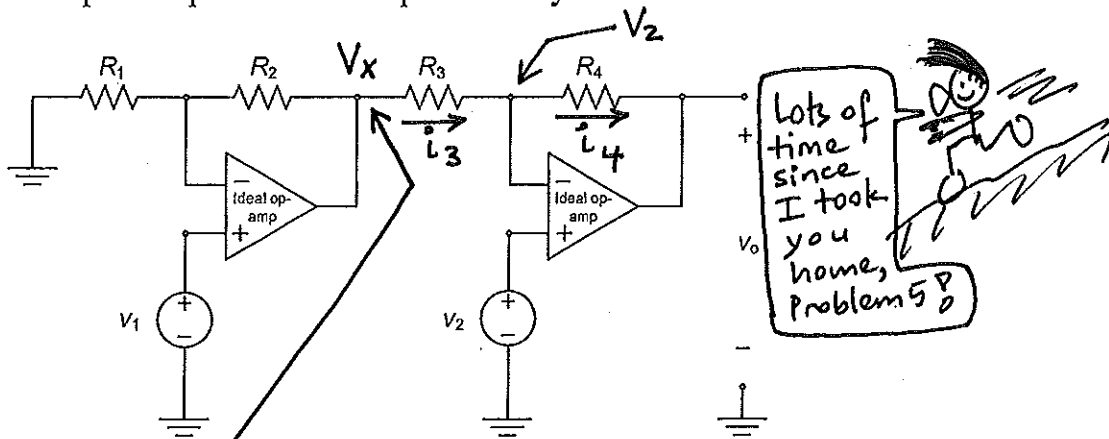 V₂
R₁
R₂
Vx
R₃
R₄
i₃
i₄
−
Ideal op-
amp
+
−
Ideal op-
amp
+
+
−
v₁
+
−
v₂
+
v₀
−
Lots of
time
since
I took
you
home,
Problem 5!